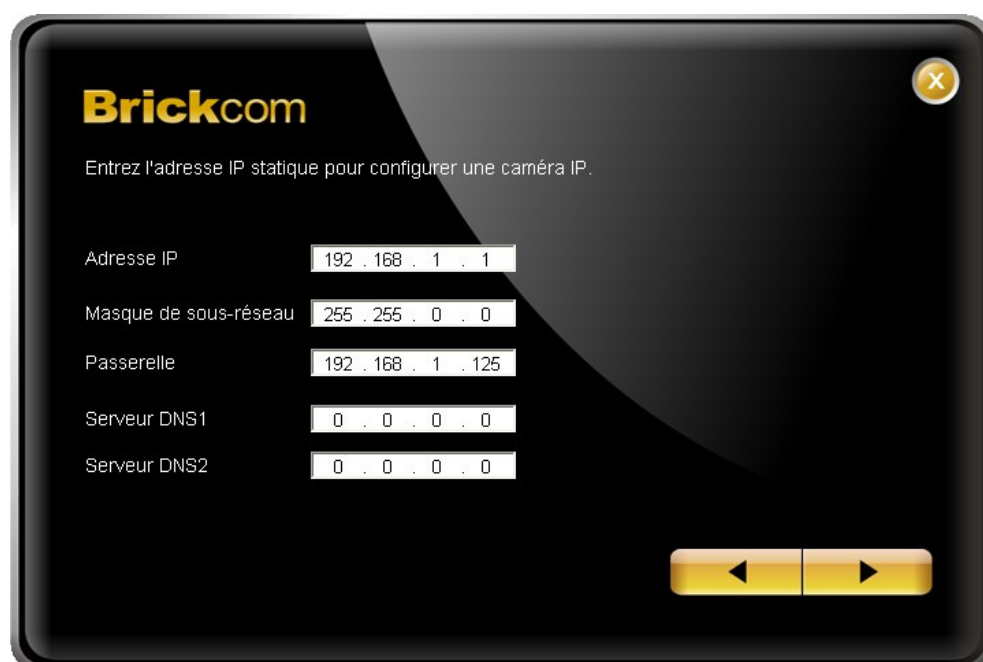 Brickcom
X
Entrez l'adresse IP statique pour configurer une caméra IP.
Adresse IP 192 . 168 . 1 . 1
Masque de sous-réseau 255 . 255 . 0 . 0
Passerelle 192 . 168 . 1 . 125
Serveur DNS1 0 . 0 . 0 . 0
Serveur DNS2 0 . 0 . 0 . 0